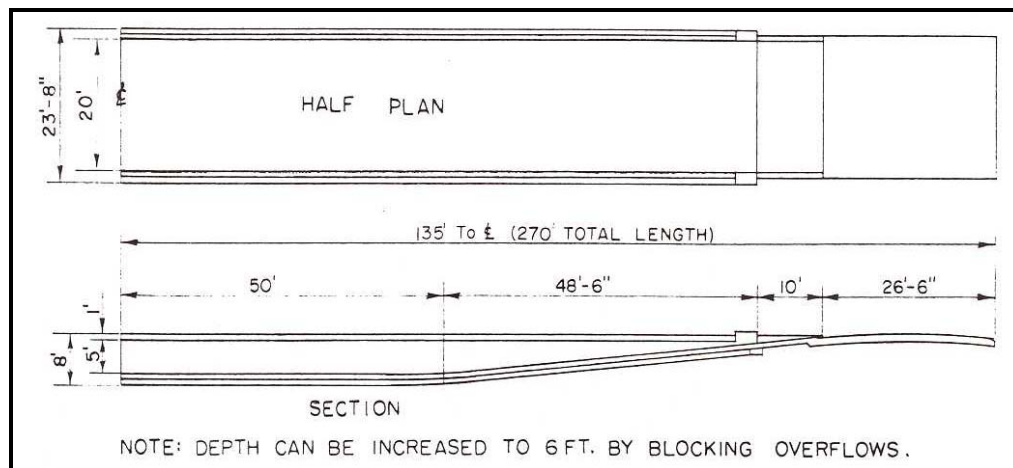 23'-8"
20'
℄
HALF PLAN
135' To ℄ (270' TOTAL LENGTH)
50'
48'-6"
10'
26'-6"
1'
5'
8'
SECTION
NOTE: DEPTH CAN BE INCREASED TO 6 FT. BY BLOCKING OVERFLOWS.